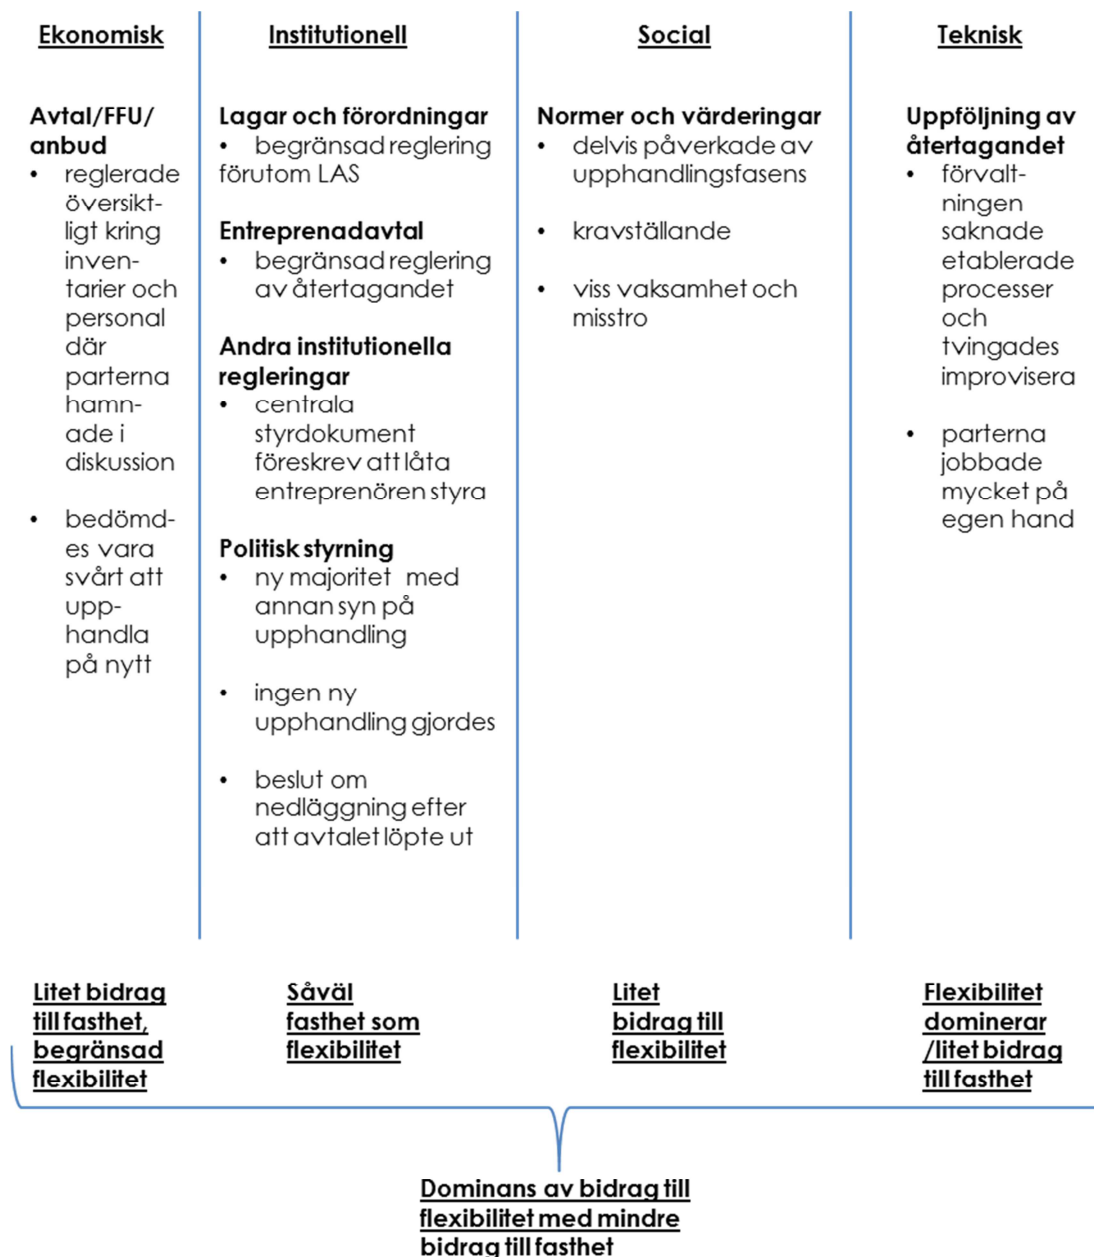 Ekonomisk
Avtal/FFU/
anbud
• reglerade
översikt-
ligt kring
inven-
tarier och
personal
där
parterna
hamn-
ade i
diskussion
• bedömd-
es vara
svårt att
upp-
handla
på nytt
Litet bidrag
till fasthet,
begränsad
flexibilitet
Institutionell
Lagar och förordningar
• begränsad reglering
förutom LAS
Entreprenadavtal
• begränsad reglering
av återtagandet
Andra institutionella
regleringar
• centrala
styrdokument
föreskrev att låta
entreprenören styra
Politisk styrning
• ny majoritet med
annan syn på
upphandling
• ingen ny
upphandling gjordes
• beslut om
nedläggning efter
att avtalet löpte ut
Såväl
fasthet som
flexibilitet
Social
Normer och värderingar
• delvis påverkade av
upphandlingsfasens
• kravställande
• viss vaksamhet och
misstro
Litet
bidrag till
flexibilitet
Teknisk
Uppföljning av
återtagandet
• förvalt-
ningen
saknade
etablerade
processer
och
tvingades
improvisera
• parterna
jobbade
mycket på
egen hand
Flexibilitet
dominerar
/litet bidrag
till fasthet
Dominans av bidrag till
flexibilitet med mindre
bidrag till fasthet